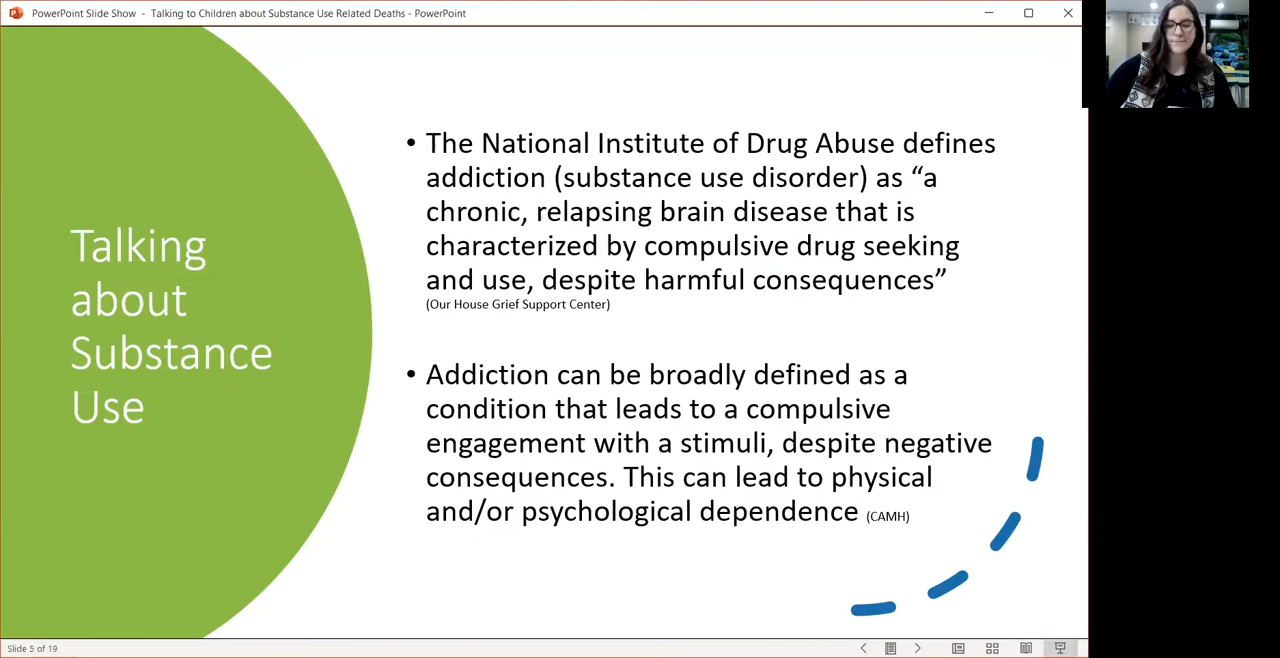 PowerPoint Slide Show - Talking to Children about Substance Use Related Deaths - PowerPoint
Talking
about
Substance
Use
• The National Institute of Drug Abuse defines
addiction (substance use disorder) as “a
chronic, relapsing brain disease that is
characterized by compulsive drug seeking
and use, despite harmful consequences”
(Our House Grief Support Center)
• Addiction can be broadly defined as a
condition that leads to a compulsive
engagement with a stimuli, despite negative
consequences. This can lead to physical
and/or psychological dependence (CAMH)
Slide 5 of 19